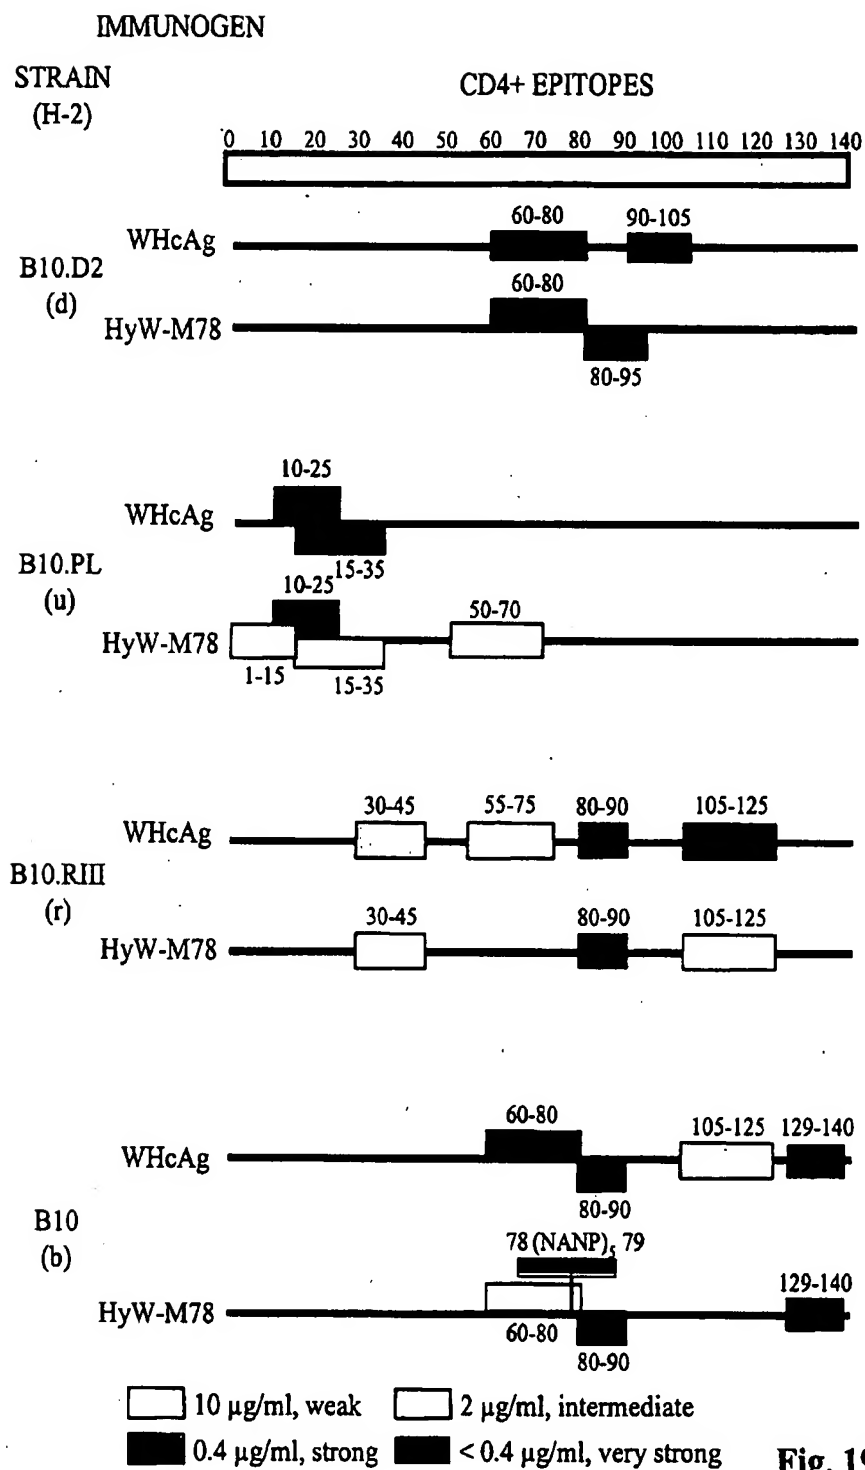 IMMUNOGEN
STRAIN
(H-2)
CD4+ EPITOPES
0 10 20 30 40 50 60 70 80 90 100 110 120 130 140
60-80 90-105
WHcAg
B10.D2
(d)
60-80
HyW-M78
80-95
10-25
WHcAg
15-35
B10.PL
(u)
10-25 50-70
HyW-M78
1-15 15-35
30-45 55-75 80-90 105-125
WHcAg
B10.RIII
(r)
30-45 80-90 105-125
HyW-M78
60-80 105-125 129-140
WHcAg
80-90
B10
(b)
78 (NANP)5 79
129-140
HyW-M78
60-80
80-90
10 µg/ml, weak 2 µg/ml, intermediate
0.4 µg/ml, strong < 0.4 µg/ml, very strong